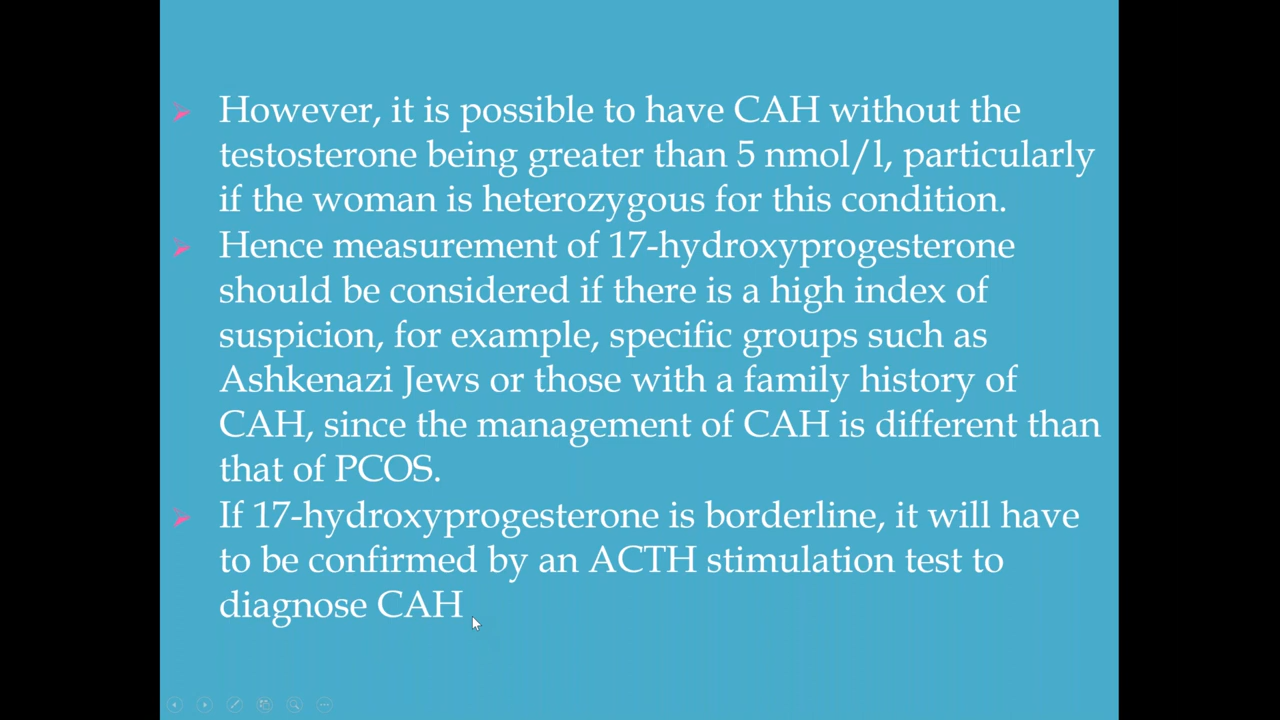 However, it is possible to have CAH without the
testosterone being greater than 5 nmol/l, particularly
if the woman is heterozygous for this condition.
Hence measurement of 17-hydroxyprogesterone
should be considered if there is a high index of
suspicion, for example, specific groups such as
Ashkenazi Jews or those with a family history of
CAH, since the management of CAH is different than
that of PCOS.
If 17-hydroxyprogesterone is borderline, it will have
to be confirmed by an ACTH stimulation test to
diagnose CAH